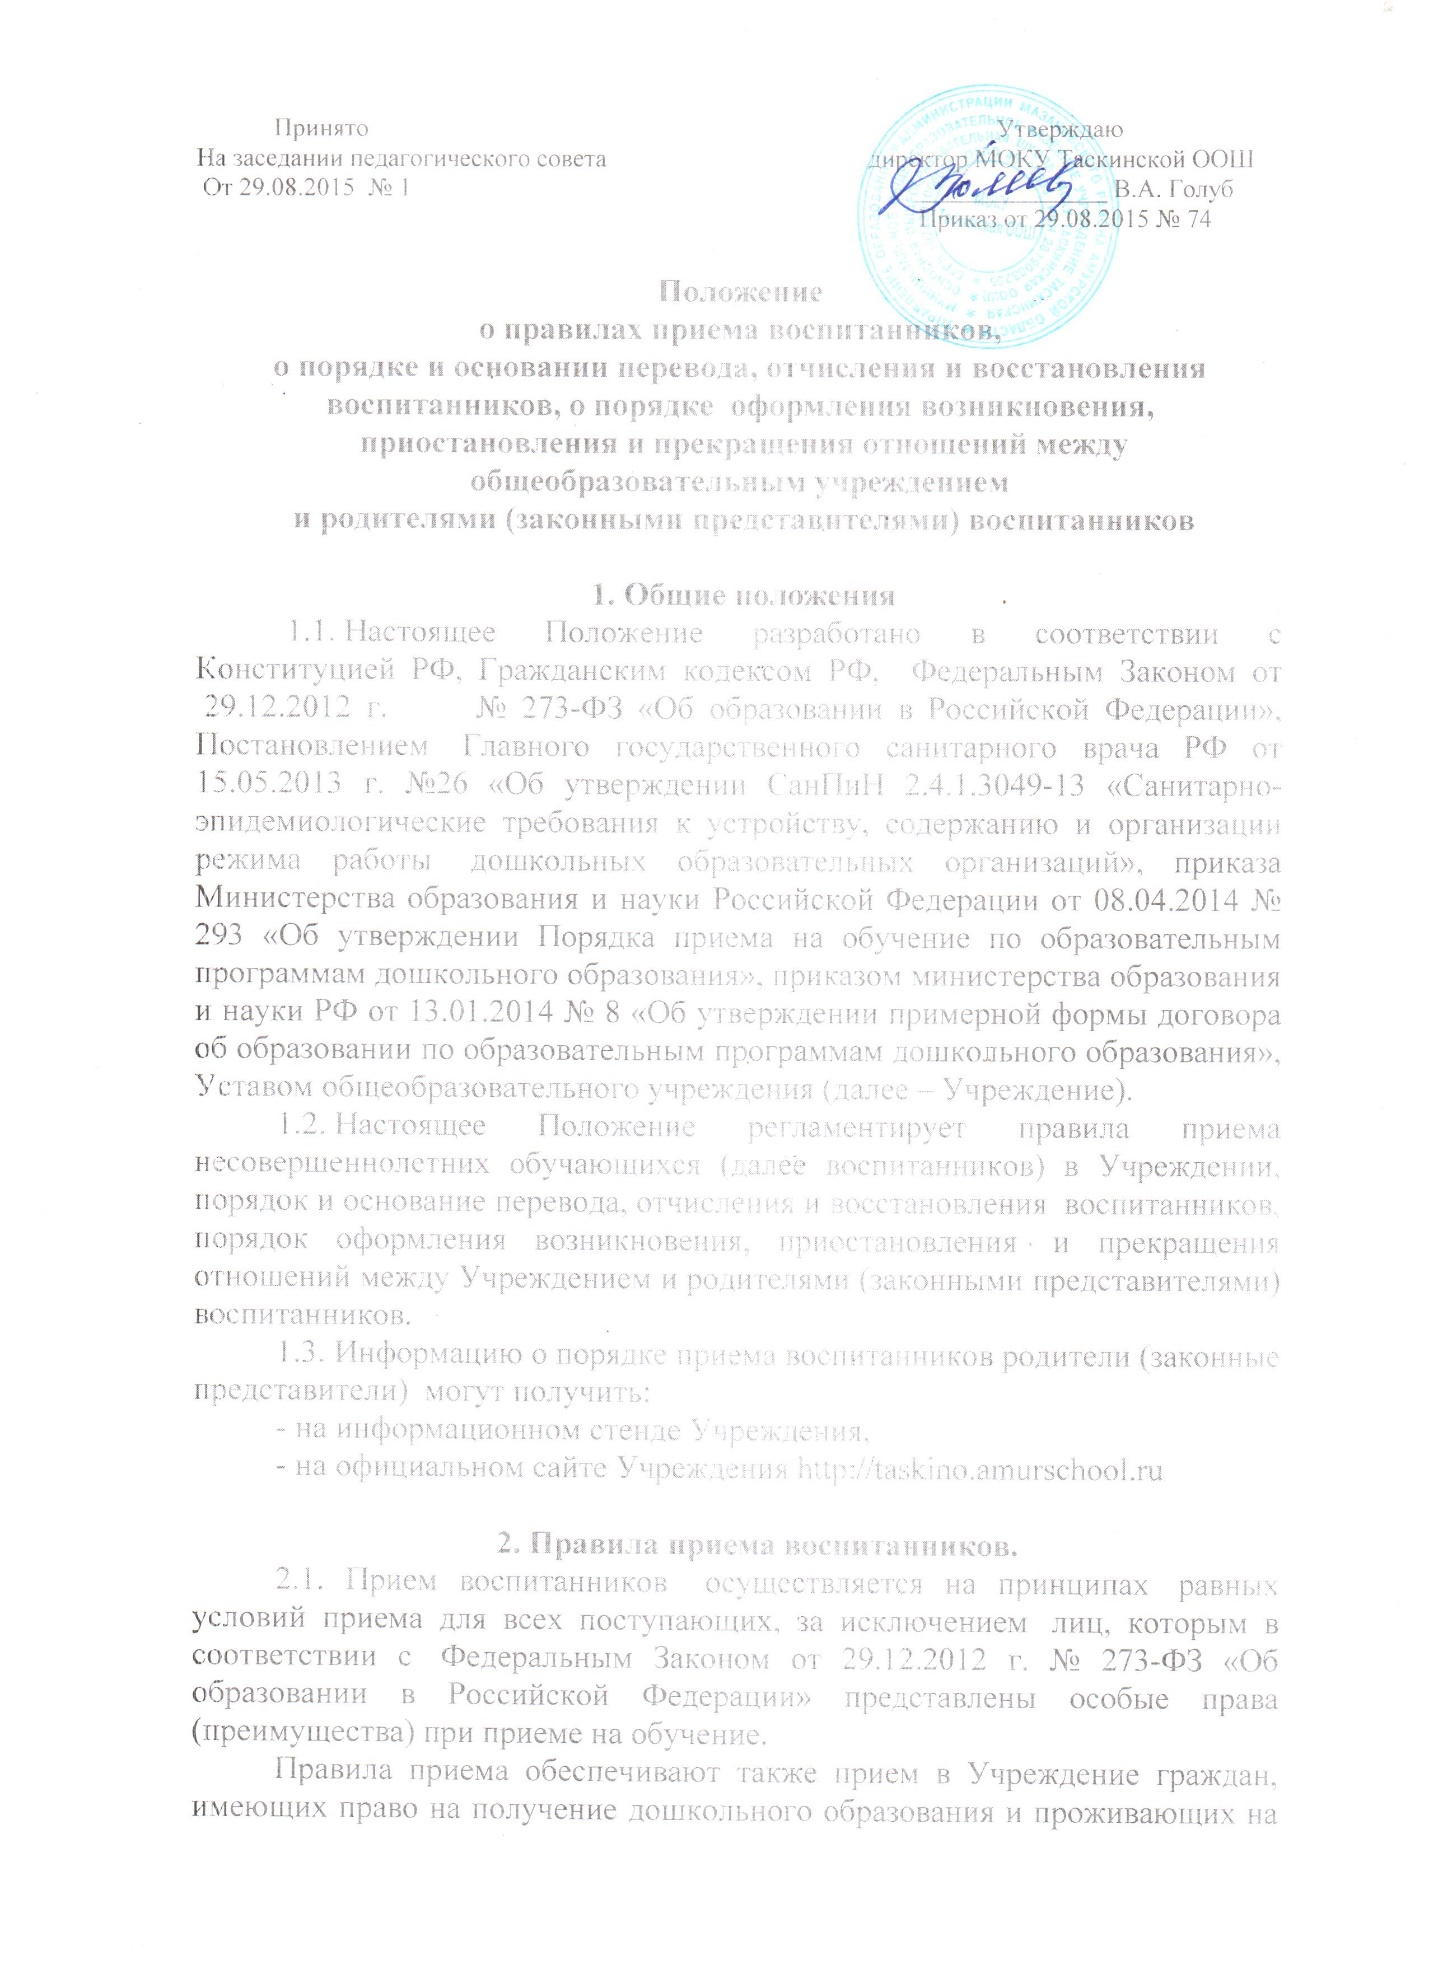 Принято
Утверждаю
На заседании педагогического совета
директор МОКУ Таскинской ООШ
От 29.08.2015 № 1
В.А. Голуб
Приказ от 29.08.2015 № 74
Положение
о правилах приема воспитанников,
о порядке и основании перевода, отчисления и восстановления
воспитанников, о порядке оформления возникновения,
приостановления и прекращения отношений между
общеобразовательным учреждением
и родителями (законными представителями) воспитанников
1. Общие положения
1.1. Настоящее Положение разработано в соответствии с
Конституцией РФ, Гражданским кодексом РФ, Федеральным Законом от
29.12.2012 г. № 273-ФЗ «Об образовании в Российской Федерации»,
Постановлением Главного государственного санитарного врача РФ от
15.05.2013 г. №26 «Об утверждении СанПиН 2.4.1.3049-13 «Санитарно-
эпидемиологические требования к устройству, содержанию и организации
режима работы дошкольных образовательных организаций», приказа
Министерства образования и науки Российской Федерации от 08.04.2014 №
293 «Об утверждении Порядка приема на обучение по образовательным
программам дошкольного образования», приказом министерства образования
и науки РФ от 13.01.2014 № 8 «Об утверждении примерной формы договора
об образовании по образовательным программам дошкольного образования»,
Уставом общеобразовательного учреждения (далее – Учреждение).
1.2. Настоящее Положение регламентирует правила приема
несовершеннолетних обучающихся (далее воспитанников) в Учреждении,
порядок и основание перевода, отчисления и восстановления воспитанников,
порядок оформления возникновения, приостановления и прекращения
отношений между Учреждением и родителями (законными представителями)
воспитанников.
1.3. Информацию о порядке приема воспитанников родители (законные
представители) могут получить:
- на информационном стенде Учреждения,
- на официальном сайте Учреждения http://taskino.amurschool.ru
2. Правила приема воспитанников.
2.1. Прием воспитанников осуществляется на принципах равных
условий приема для всех поступающих, за исключением лиц, которым в
соответствии с Федеральным Законом от 29.12.2012 г. № 273-ФЗ «Об
образовании в Российской Федерации» представлены особые права
(преимущества) при приеме на обучение.
Правила приема обеспечивают также прием в Учреждение граждан,
имеющих право на получение дошкольного образования и проживающих на